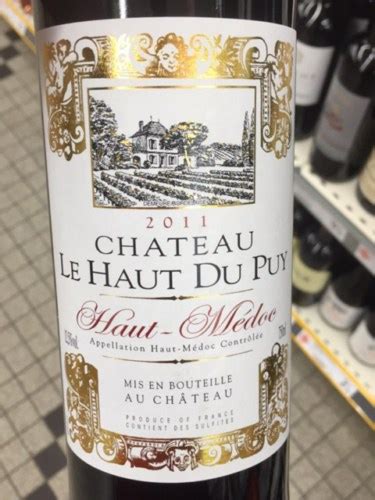 2011
CHATEAU
LE HAUT DU PUY
Haut-Médoc
Appellation Haut-Médoc Contrôlée
MIS EN BOUTEILLE
AU CHÂTEAU
PRODUCE OF FRANCE
CONTIENT DES SULFITES